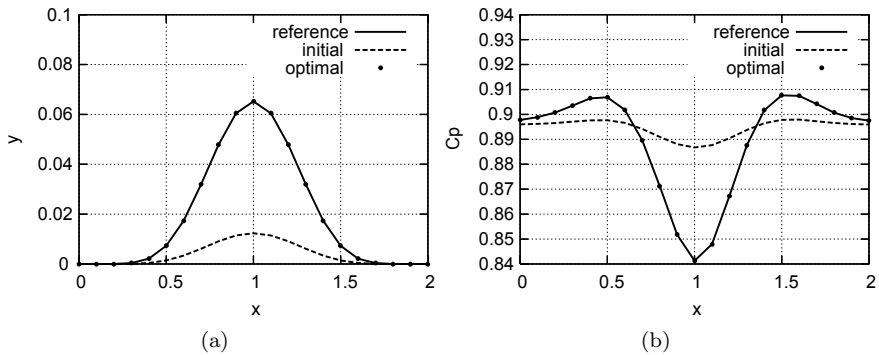 0.1
0.08
0.06
0.04
0.02
0
y
reference
initial
optimal
0 0.5 1 1.5 2
x
(a)
0.94
0.93
0.92
0.91
0.9
0.89
0.88
0.87
0.86
0.85
0.84
Cp
reference
initial
optimal
0 0.5 1 1.5 2
x
(b)